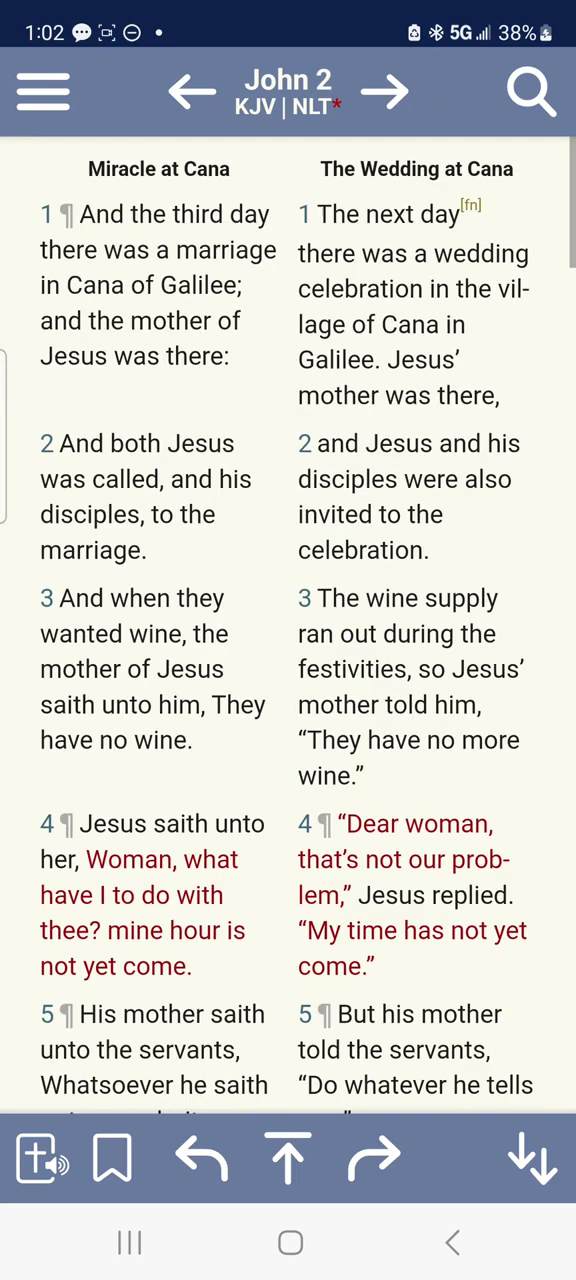 1:02
5G 38%
John 2
KJV | NLT*
Miracle at Cana
1 ¶ And the third day
there was a marriage
in Cana of Galilee;
and the mother of
Jesus was there:
2 And both Jesus
was called, and his
disciples, to the
marriage.
3 And when they
wanted wine, the
mother of Jesus
saith unto him, They
have no wine.
4 ¶ Jesus saith unto
her, Woman, what
have I to do with
thee? mine hour is
not yet come.
5 ¶ His mother saith
unto the servants,
Whatsoever he saith
The Wedding at Cana
1 The next day[fn]
there was a wedding
celebration in the vil-
lage of Cana in
Galilee. Jesus’
mother was there,
2 and Jesus and his
disciples were also
invited to the
celebration.
3 The wine supply
ran out during the
festivities, so Jesus’
mother told him,
“They have no more
wine.”
4 ¶ “Dear woman,
that’s not our prob-
lem,” Jesus replied.
“My time has not yet
come.”
5 ¶ But his mother
told the servants,
“Do whatever he tells